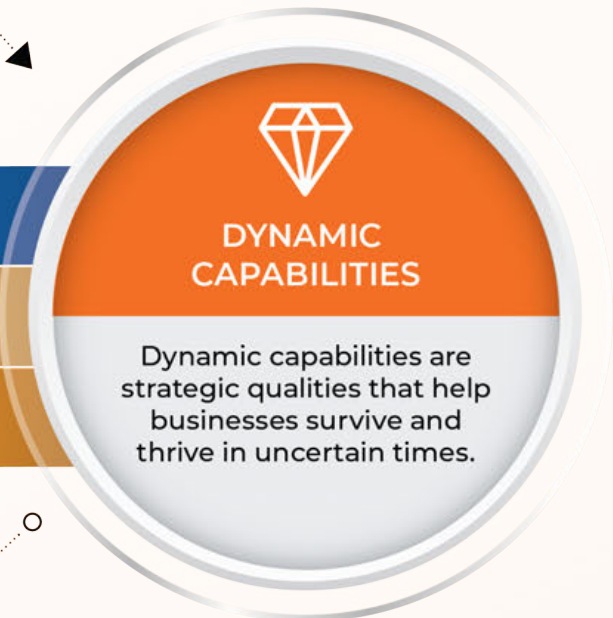 DYNAMIC
CAPABILITIES
Dynamic capabilities are
strategic qualities that help
businesses survive and
thrive in uncertain times.